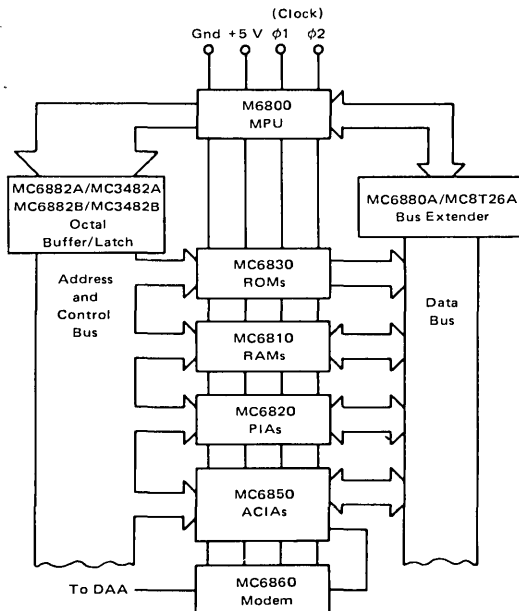 (Clock)
Gnd +5 V ϕ1 ϕ2
M6800
MPU
MC6882A/MC3482A
MC6882B/MC3482B
Octal
Buffer/Latch
MC6880A/MC8T26A
Bus Extender
Address
and
Control
Bus
MC6830
ROMs
Data
Bus
MC6810
RAMs
MC6820
PIAs
MC6850
ACIAs
To DAA
MC6860
Modem